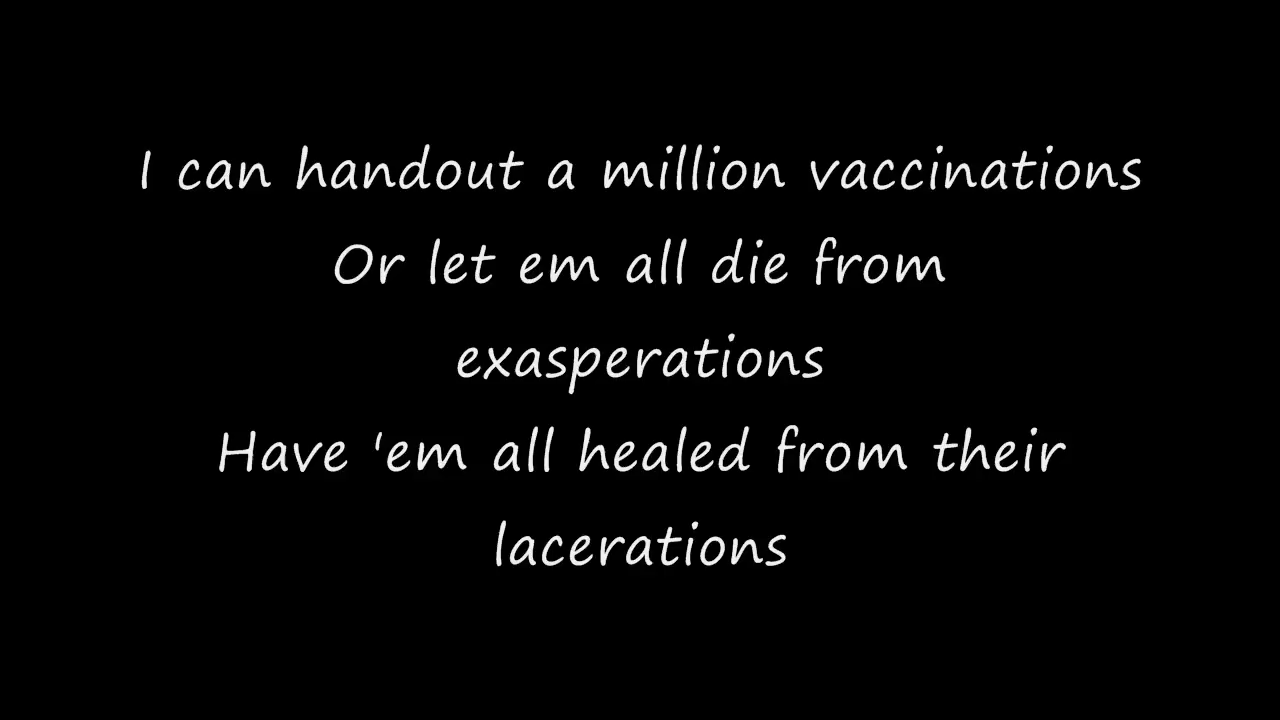 I can handout a million vaccinations
Or let em all die from
exasperations
Have 'em all healed from their
lacerations